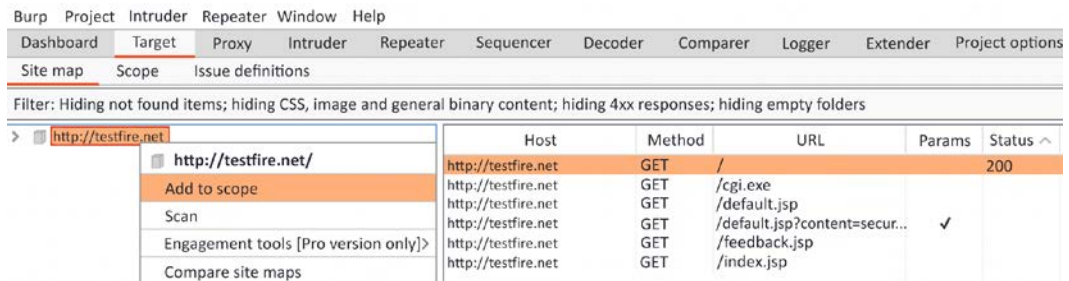 Burp Project Intruder Repeater Window Help
Dashboard Target Proxy Intruder Repeater Sequencer Decoder Comparer Logger Extender Project options
Site map Scope Issue definitions
Filter: Hiding not found items; hiding CSS, image and general binary content; hiding 4xx responses; hiding empty folders
> http://testfire.net
http://testfire.net/
Add to scope
Scan
Engagement tools [Pro version only]>
Compare site maps
Host Method URL Params Status
http://testfire.net GET / 200
http://testfire.net GET /cgi.exe
http://testfire.net GET /default.jsp
http://testfire.net GET /default.jsp?content=secur... ✓
http://testfire.net GET /feedback.jsp
http://testfire.net GET /index.jsp